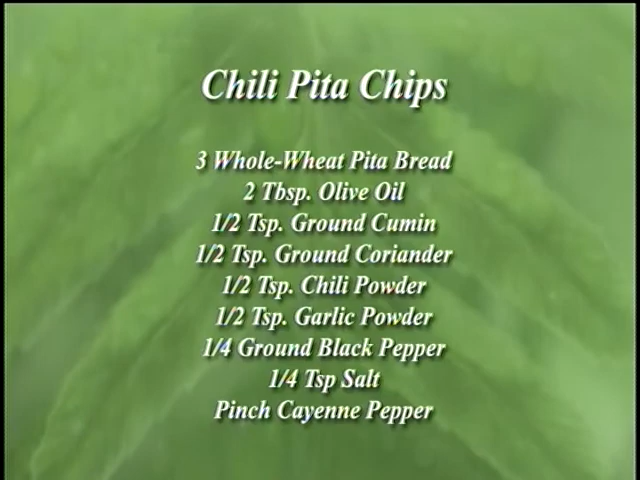 Chili Pita Chips
3 Whole-Wheat Pita Bread
2 Tbsp. Olive Oil
1/2 Tsp. Ground Cumin
1/2 Tsp. Ground Coriander
1/2 Tsp. Chili Powder
1/2 Tsp. Garlic Powder
1/4 Ground Black Pepper
1/4 Tsp Salt
Pinch Cayenne Pepper